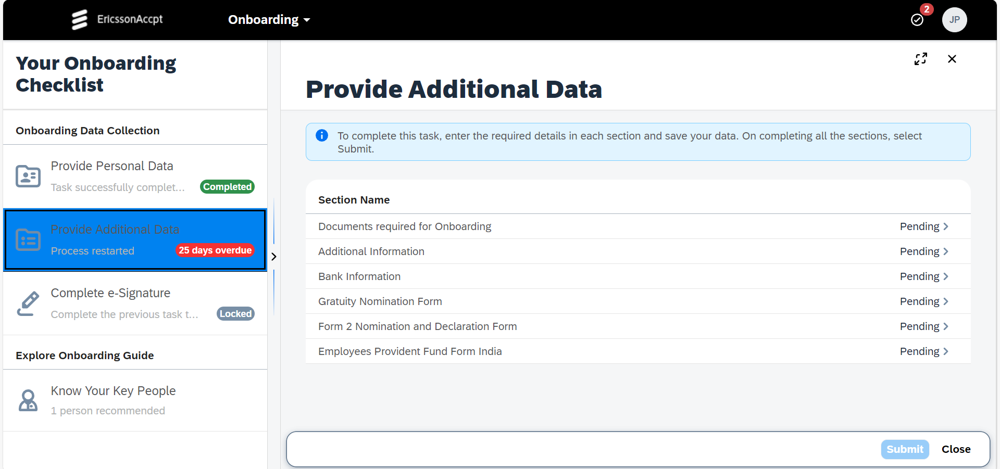 EricssonAccpt
Onboarding
2
JP
Your Onboarding
Checklist
Onboarding Data Collection
Provide Personal Data
Task successfully complet...
Completed
Provide Additional Data
Process restarted
25 days overdue
Complete e-Signature
Complete the previous task t...
Locked
Explore Onboarding Guide
Know Your Key People
1 person recommended
Provide Additional Data
To complete this task, enter the required details in each section and save your data. On completing all the sections, select
Submit.
Section Name
Documents required for Onboarding Pending
Additional Information Pending
Bank Information Pending
Gratuity Nomination Form Pending
Form 2 Nomination and Declaration Form Pending
Employees Provident Fund Form India Pending
Submit Close